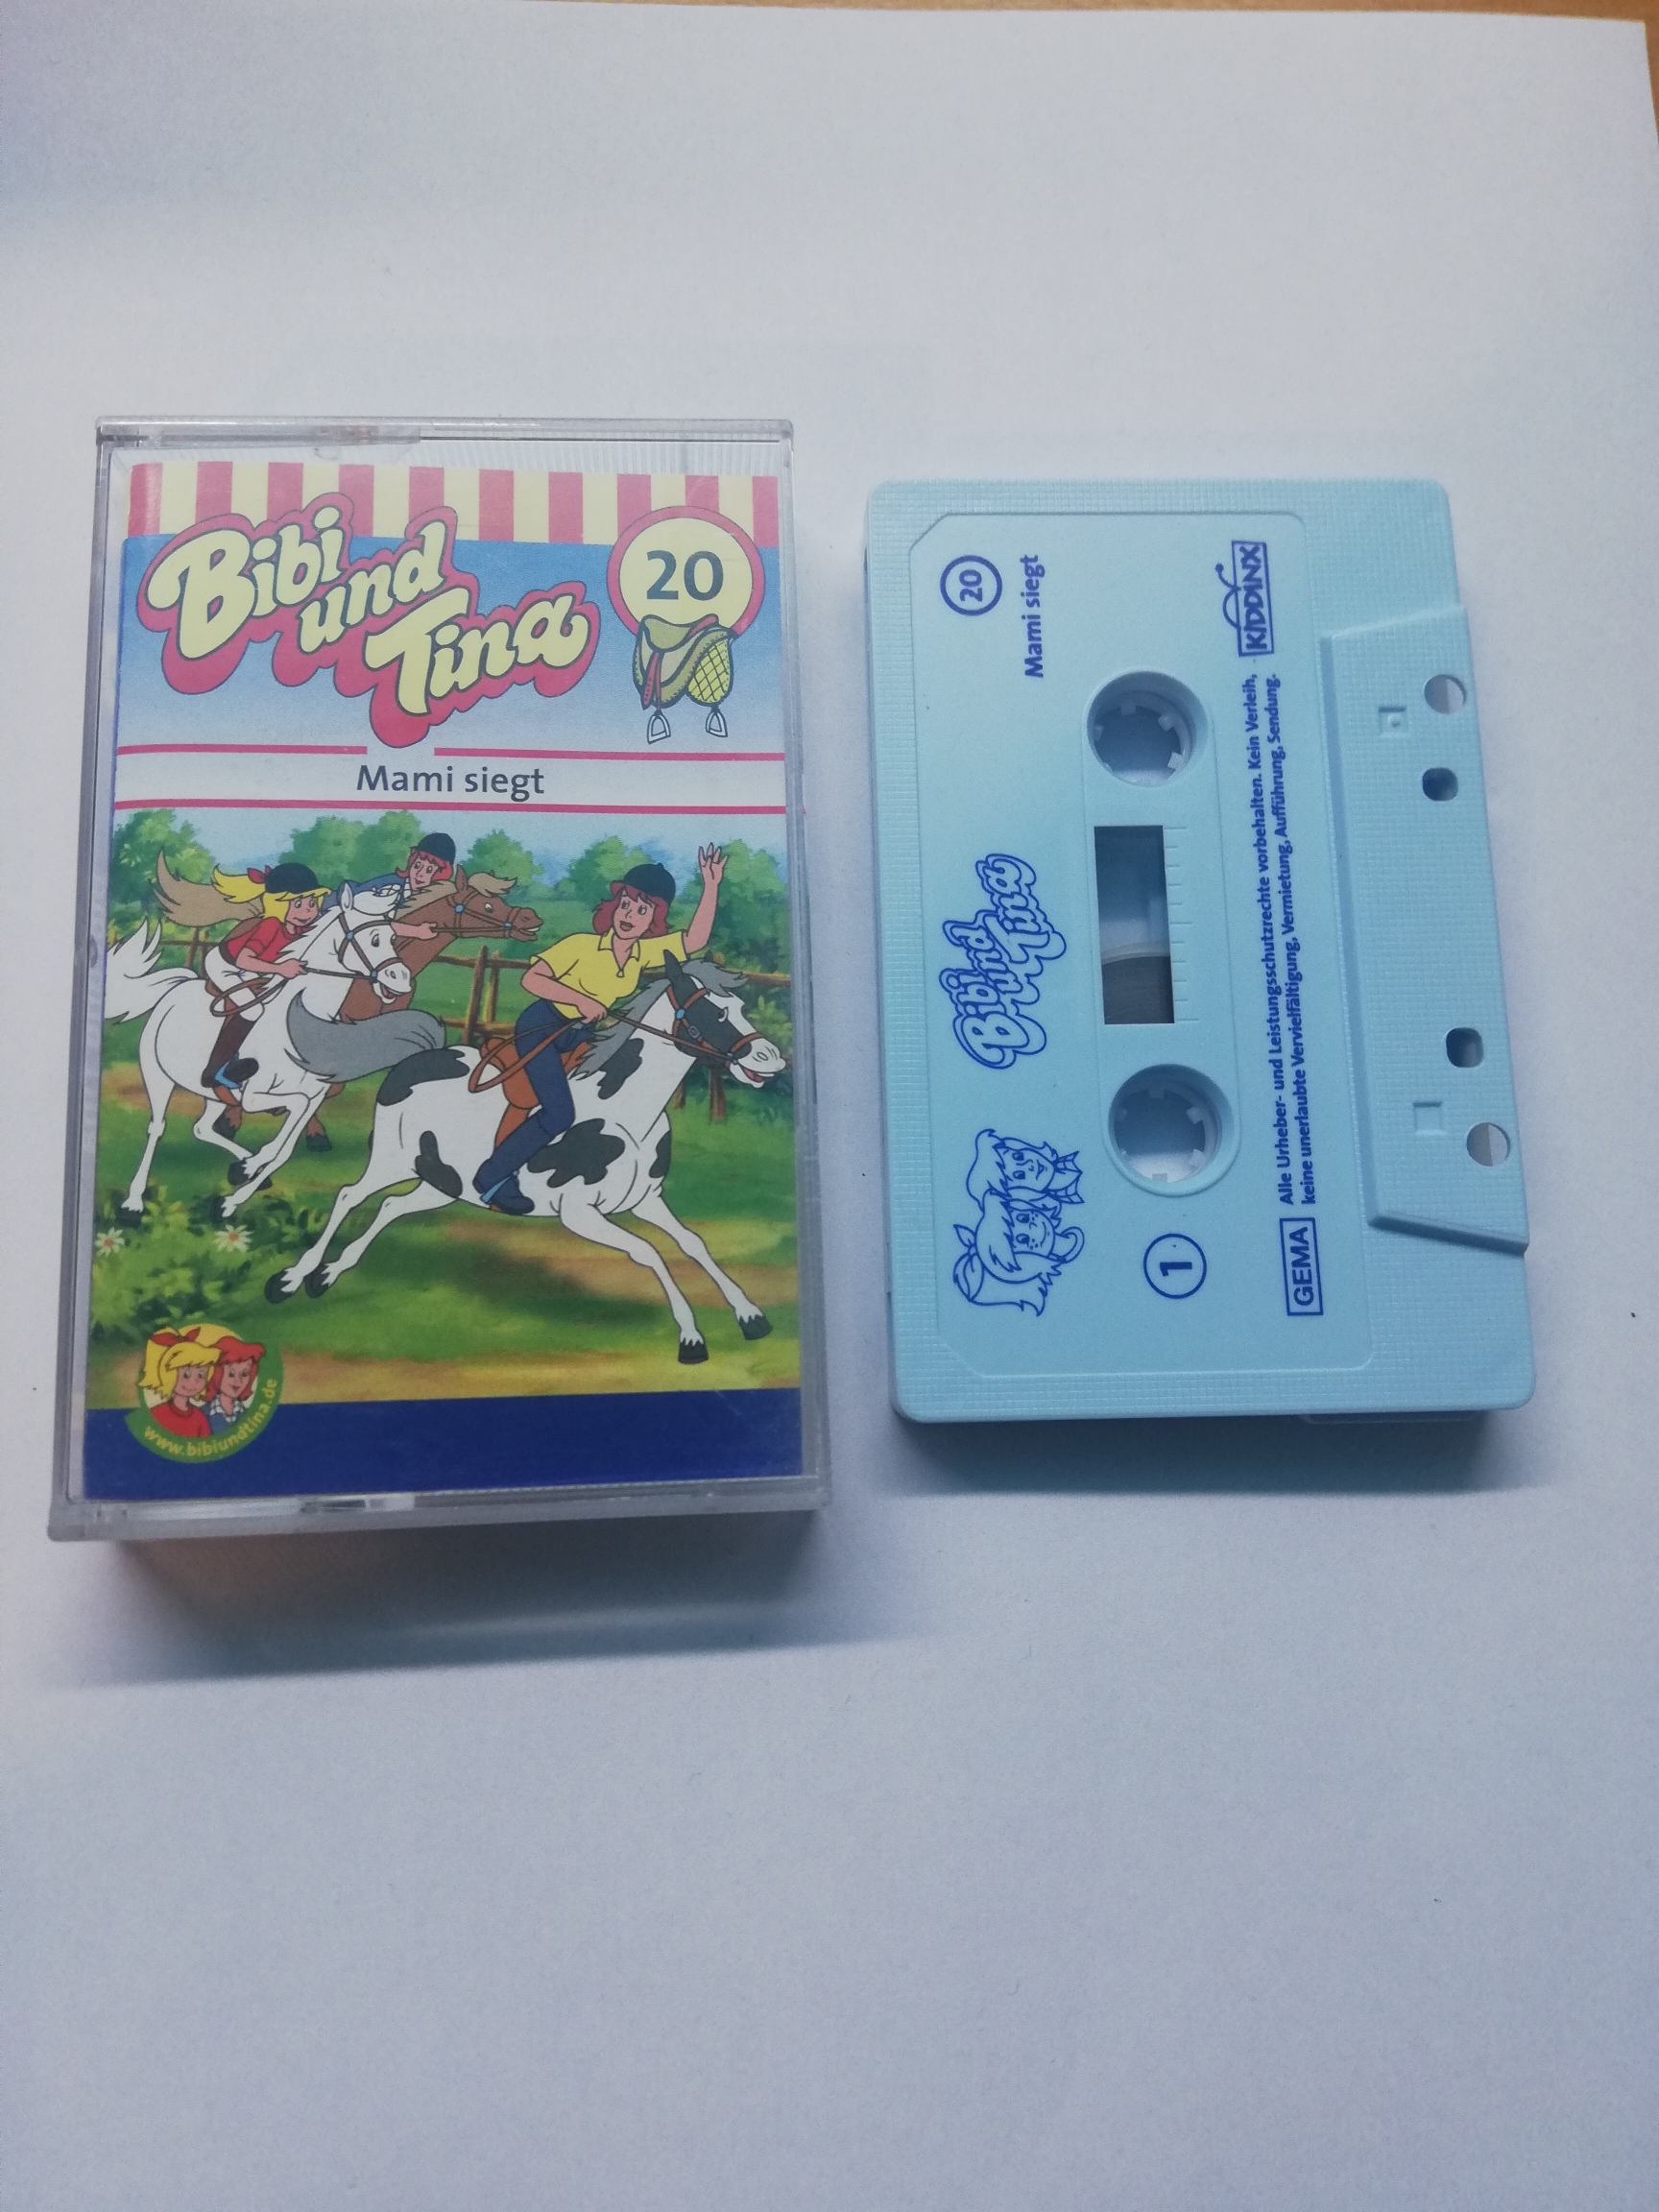 Bibi
und
Tina
20
Mami siegt
www.bibiundtina.de
20
Mami siegt
Bibi
und
Tina
1
GEMA
Alle Urheber- und Leistungsschutzrechte vorbehalten. Kein Verleih,
keine unerlaubte Vervielfältigung, Vermietung, Aufführung, Sendung.
KIDDINX